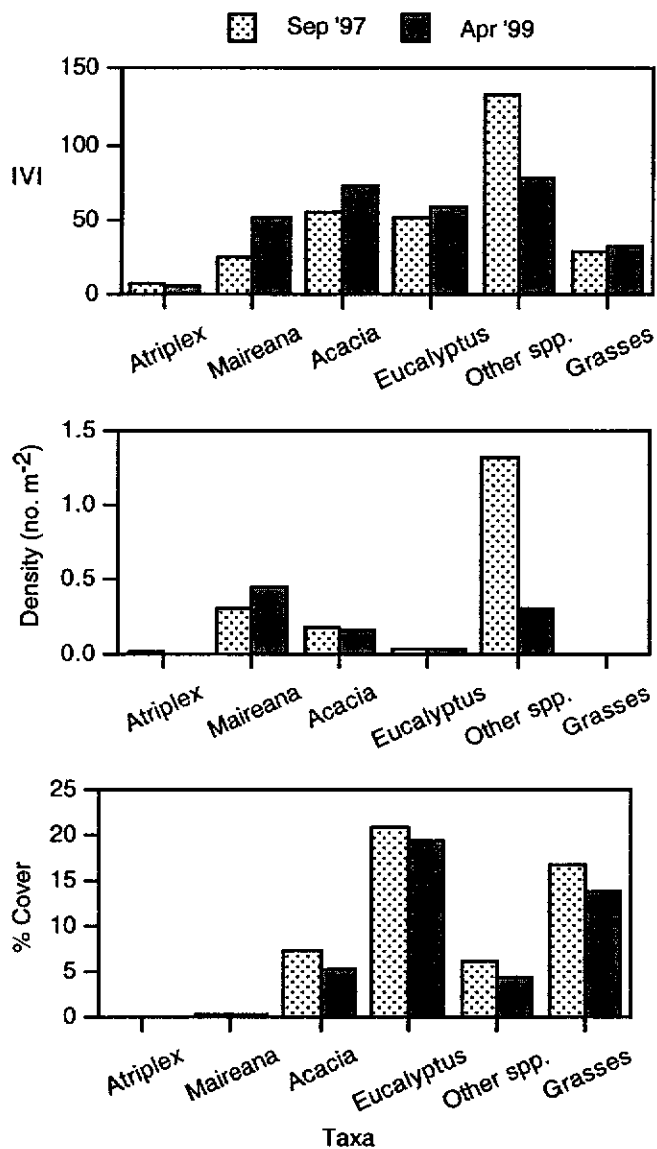 Sep '97 Apr '99
150
100
IVI
50
0
Atriplex Maireana Acacia Eucalyptus Other spp. Grasses
1.5
1.0
Density (no. m-2)
0.5
0.0
Atriplex Maireana Acacia Eucalyptus Other spp. Grasses
25
20
15
% Cover
10
5
0
Atriplex Maireana Acacia Eucalyptus Other spp. Grasses
Taxa